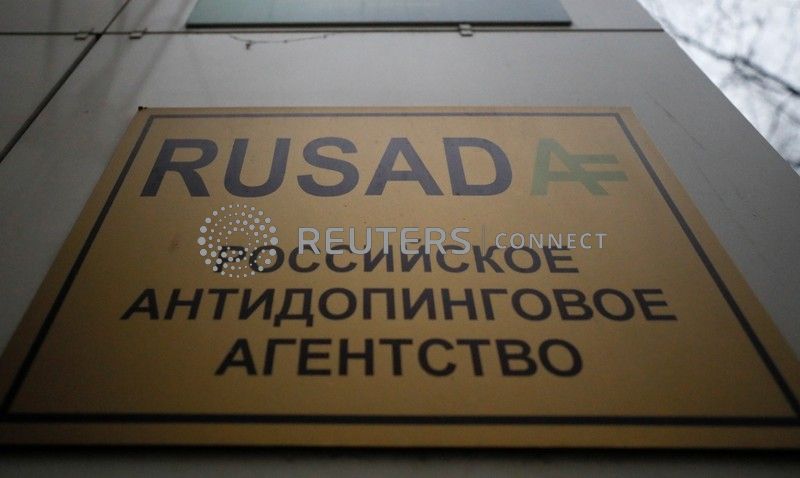 RUSADA
REUTERS CONNECT
РОССИЙСКОЕ
АНТИДОПИНГОВОЕ
АГЕНТСТВО